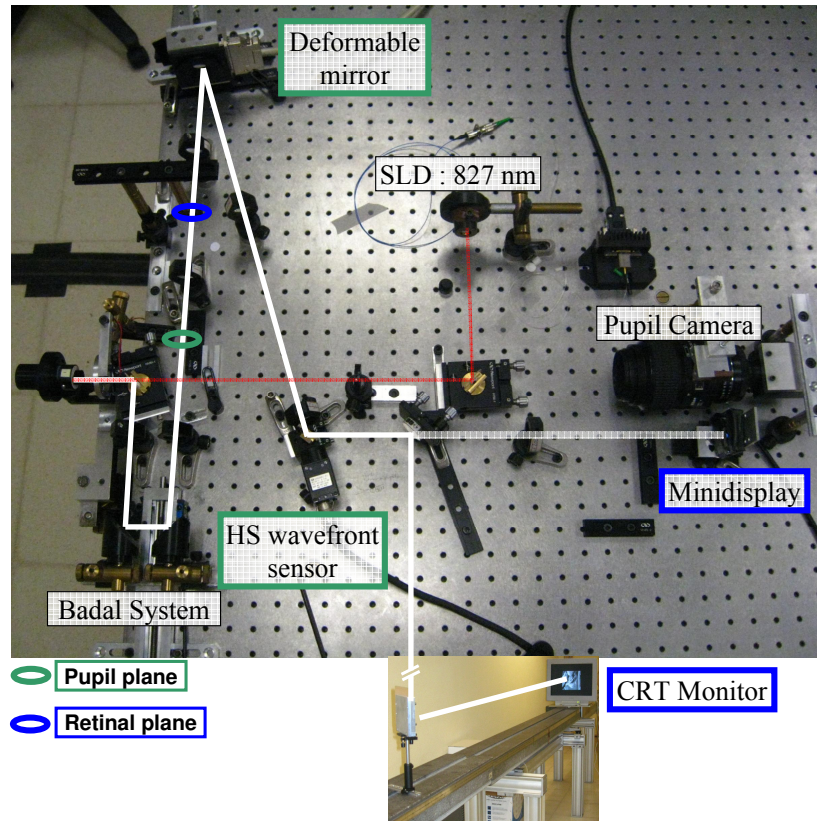 Deformable
mirror
SLD : 827 nm
Pupil Camera
Minidisplay
HS wavefront
sensor
Badal System
Pupil plane
Retinal plane
CRT Monitor